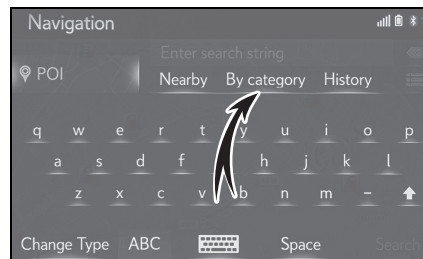 Navigation
Enter search string
POI
Nearby By category History
q w e r t y u i o p
a s d f h j k l
z x c v b n m -
Change Type ABC Space Search